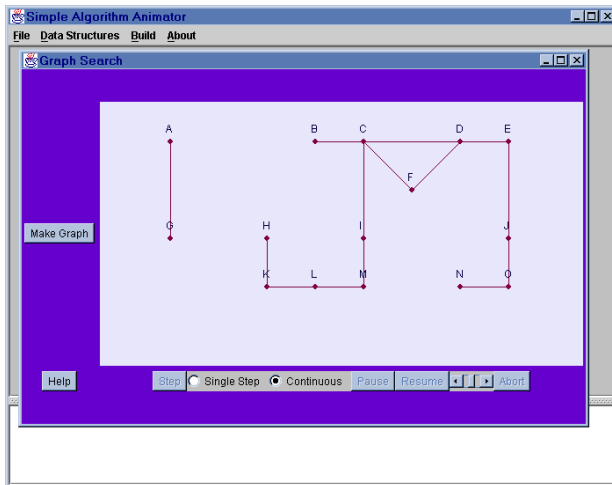 Simple Algorithm Animator
File Data Structures Build About
Graph Search
A B C D E
F
G H I J
K L M N O
Make Graph
Help Step Single Step Continuous Pause Resume Abort